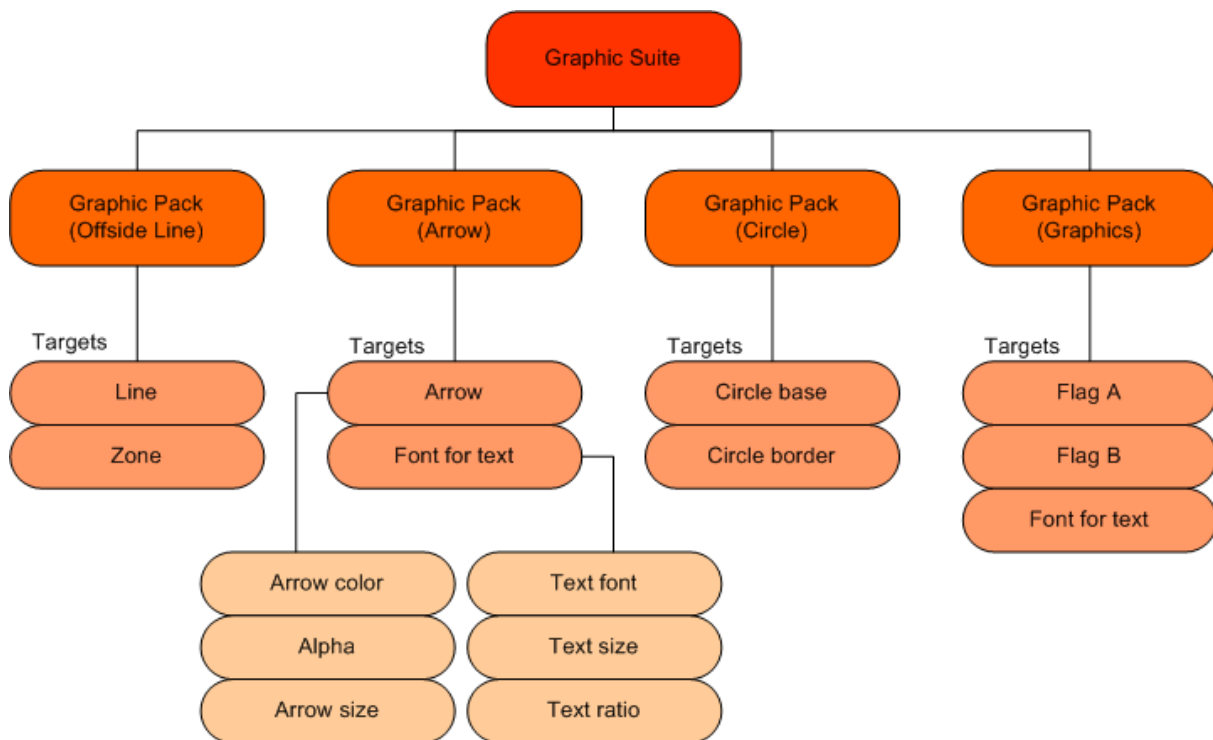 Graphic Suite
Graphic Pack
(Offside Line)
Graphic Pack
(Arrow)
Graphic Pack
(Circle)
Graphic Pack
(Graphics)
Targets
Line
Zone
Targets
Arrow
Font for text
Targets
Circle base
Circle border
Targets
Flag A
Flag B
Font for text
Arrow color
Alpha
Arrow size
Text font
Text size
Text ratio